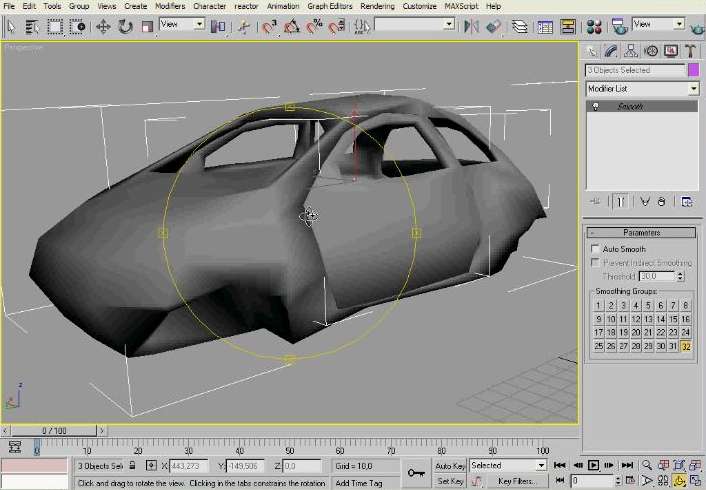 File Edit Tools Group Views Create Modifiers Character reactor Animation Graph Editors Rendering Customize MAXScript Help
View View
Perspective
3 Objects Selected
Modifier List
Smooth
Parameters
Auto Smooth
Prevent Indirect Smoothing
Threshold 30,0
Smoothing Groups:
1 2 3 4 5 6 7 8
9 10 11 12 13 14 15 16
17 18 19 20 21 22 23 24
25 26 27 28 29 30 31 32
z
0 / 100
0 10 20 30 40 50 60 70 80 90 100
3 Objects Sel X: -443,273 Y: -149,506 Z: 0,0 Grid = 10,0 Auto Key Selected
Click and drag to rotate the view. Clicking in the tabs constrains the rotation Add Time Tag Set Key Key Filters... 0